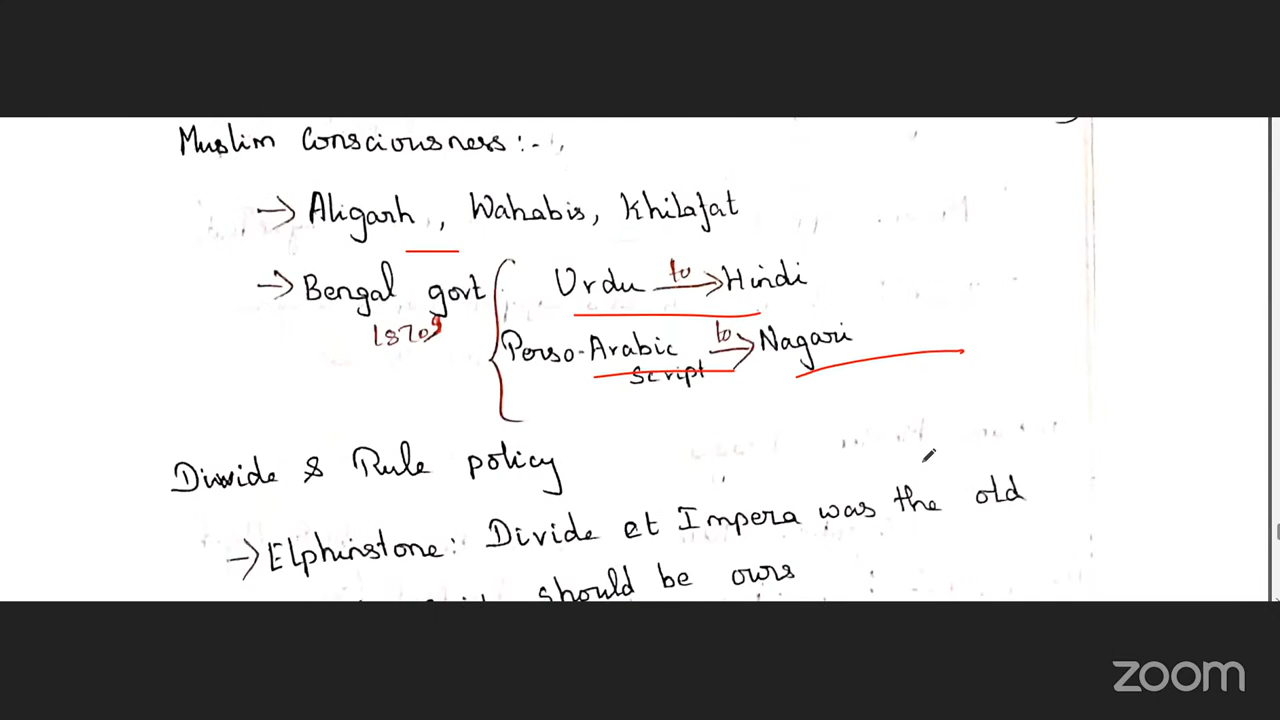 Muslim Consciousness :-
→ Aligarh , Wahabis, Khilafat
→ Bengal govt { Urdu to → Hindi
1870s
Perso-Arabic to → Nagari
Script
Divide & Rule policy
→ Elphinstone: Divide et Impera was the old
should be ours
zoom